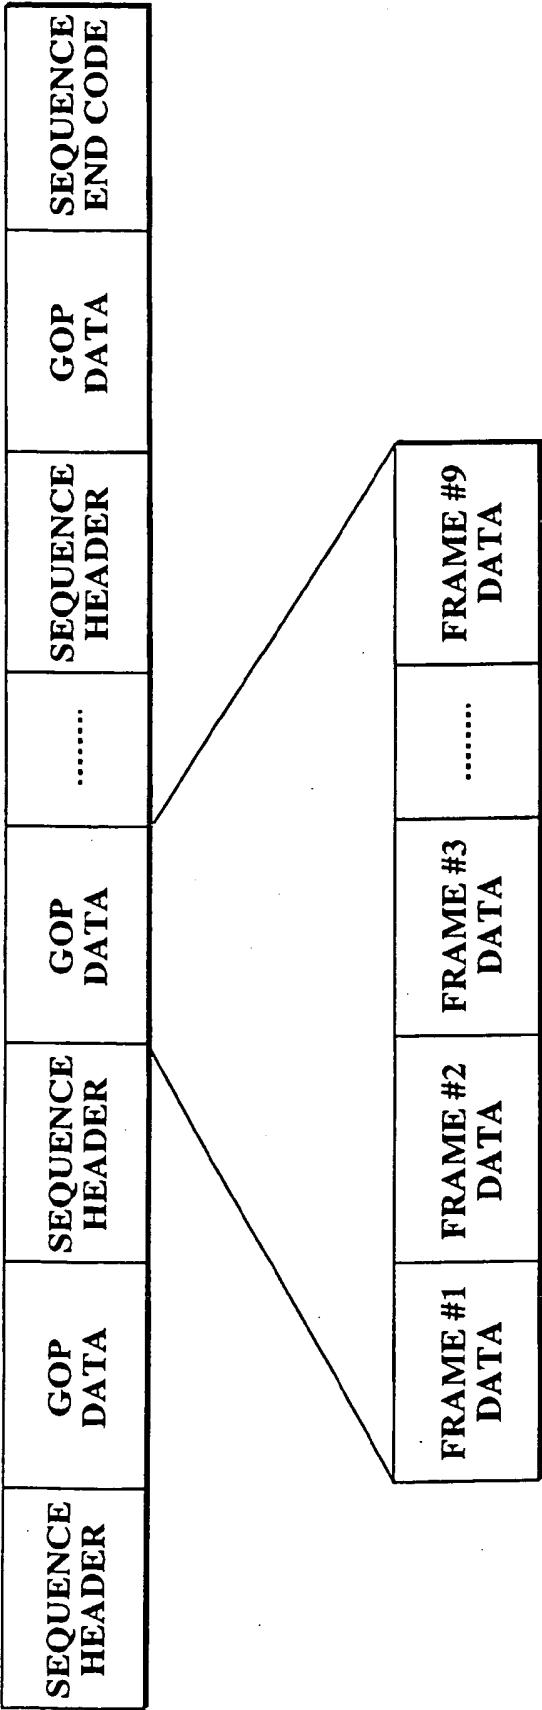 SEQUENCE
HEADER
GOP
DATA
SEQUENCE
HEADER
GOP
DATA
........
SEQUENCE
HEADER
GOP
DATA
SEQUENCE
END CODE
FRAME #1
DATA
FRAME #2
DATA
FRAME #3
DATA
........
FRAME #9
DATA